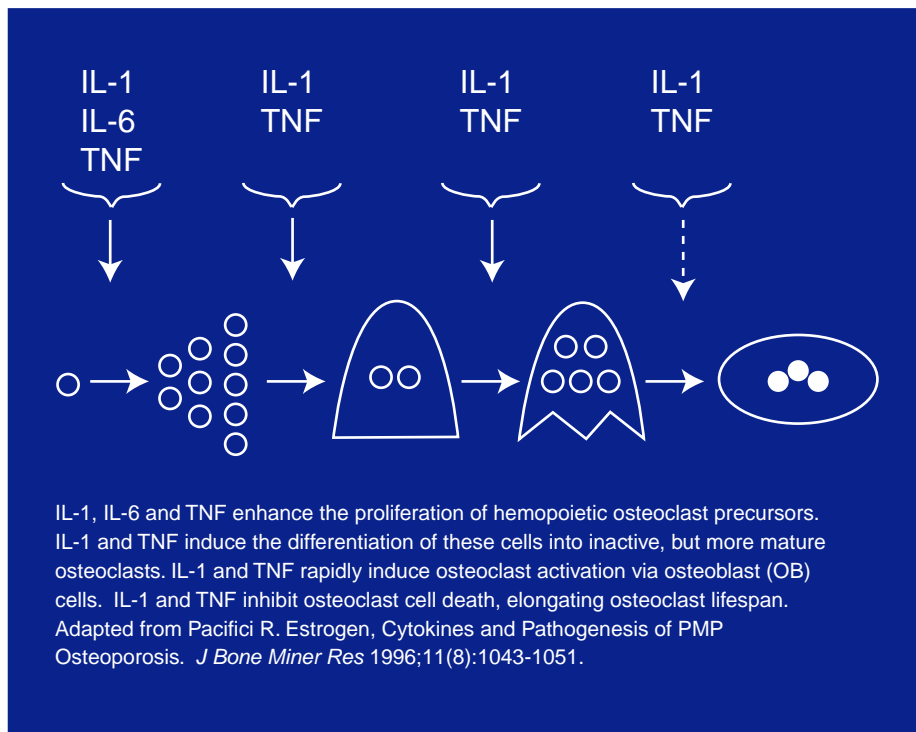 IL-1
IL-6
TNF
IL-1
TNF
IL-1
TNF
IL-1
TNF
IL-1, IL-6 and TNF enhance the proliferation of hemopoietic osteoclast precursors.
IL-1 and TNF induce the differentiation of these cells into inactive, but more mature
osteoclasts. IL-1 and TNF rapidly induce osteoclast activation via osteoblast (OB)
cells.  IL-1 and TNF inhibit osteoclast cell death, elongating osteoclast lifespan.
Adapted from Pacifici R. Estrogen, Cytokines and Pathogenesis of PMP
Osteoporosis.  J Bone Miner Res 1996;11(8):1043-1051.